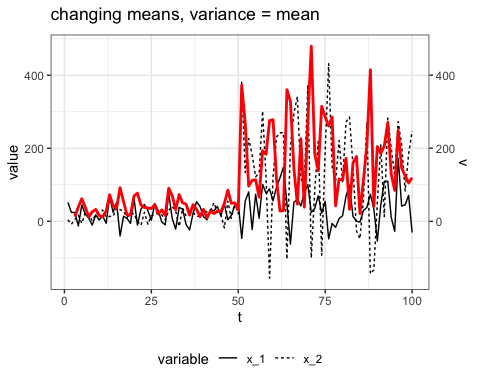 changing means, variance = mean
value
400
200
0
400
200
0
v
0
25
50
75
100
t
variable
x_1
x_2